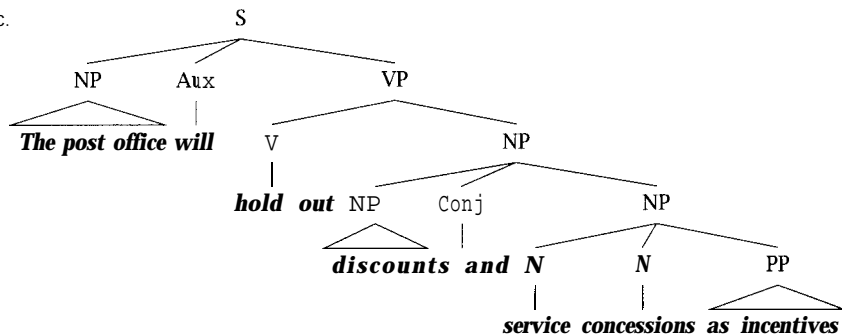 c.
S
NP Aux VP
The post office will V NP
hold out NP Conj NP
discounts and N N PP
service concessions as incentives